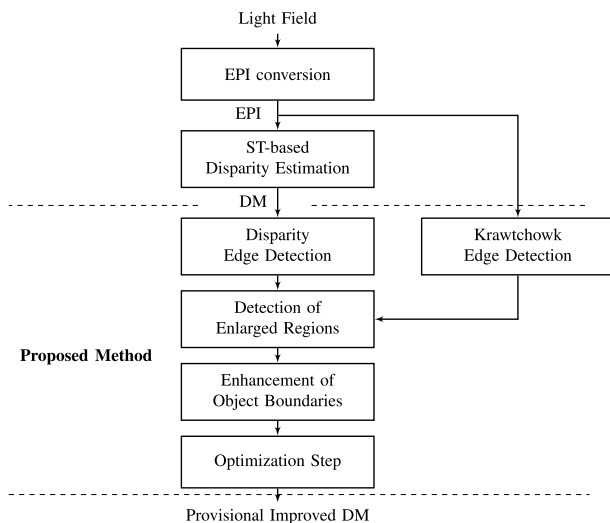 Light Field
EPI conversion
EPI
ST-based
Disparity Estimation
DM
Disparity
Edge Detection
Krawtchowk
Edge Detection
Detection of
Enlarged Regions
Proposed Method
Enhancement of
Object Boundaries
Optimization Step
Provisional Improved DM